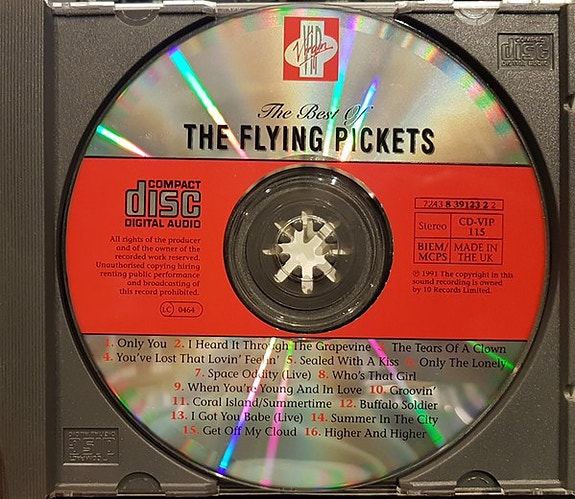 VIP
Virgin
COMPACT
disc
DIGITAL AUDIO
The Best Of
THE FLYING PICKETS
COMPACT
disc
DIGITAL AUDIO
All rights of the producer
and of the owner of the
recorded work reserved.
Unauthorised copying hiring
renting public performance
and broadcasting of
this record prohibited.
LC 0464
7243 8 39123 2 2
Stereo CD-VIP 115
BIEM/MCPS MADE IN THE UK
℗ 1991 The copyright in this
sound recording is owned
by 10 Records Limited.
1. Only You 2. I Heard It Through The Grapevine 3. The Tears Of A Clown
4. You've Lost That Lovin' Feelin' 5. Sealed With A Kiss 6. Only The Lonely
7. Space Oddity (Live) 8. Who's That Girl
9. When You're Young And In Love 10. Groovin'
11. Coral Island/Summertime 12. Buffalo Soldier
13. I Got You Babe (Live) 14. Summer In The City
15. Get Off My Cloud 16. Higher And Higher